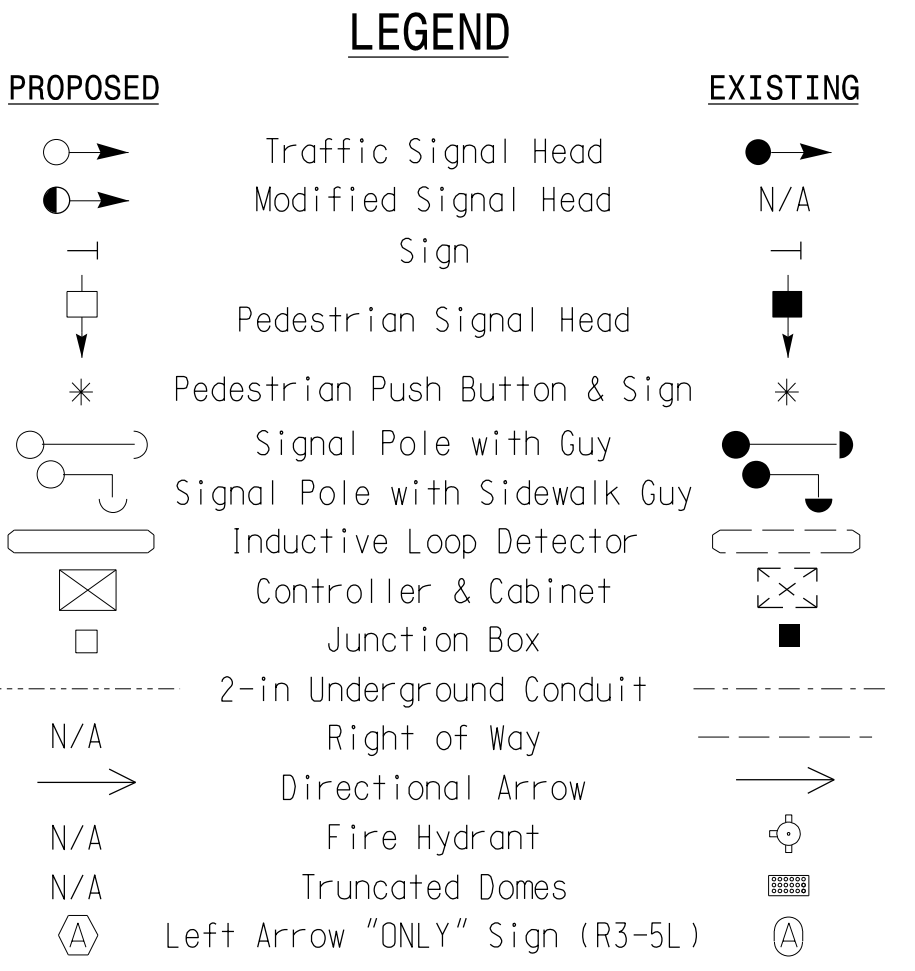 LEGEND
PROPOSED EXISTING
Traffic Signal Head
Modified Signal Head N/A
Sign
Pedestrian Signal Head
Pedestrian Push Button & Sign
Signal Pole with Guy
Signal Pole with Sidewalk Guy
Inductive Loop Detector
Controller & Cabinet
Junction Box
2-in Underground Conduit
N/A Right of Way
Directional Arrow
N/A Fire Hydrant
N/A Truncated Domes
A Left Arrow "ONLY" Sign (R3-5L) A